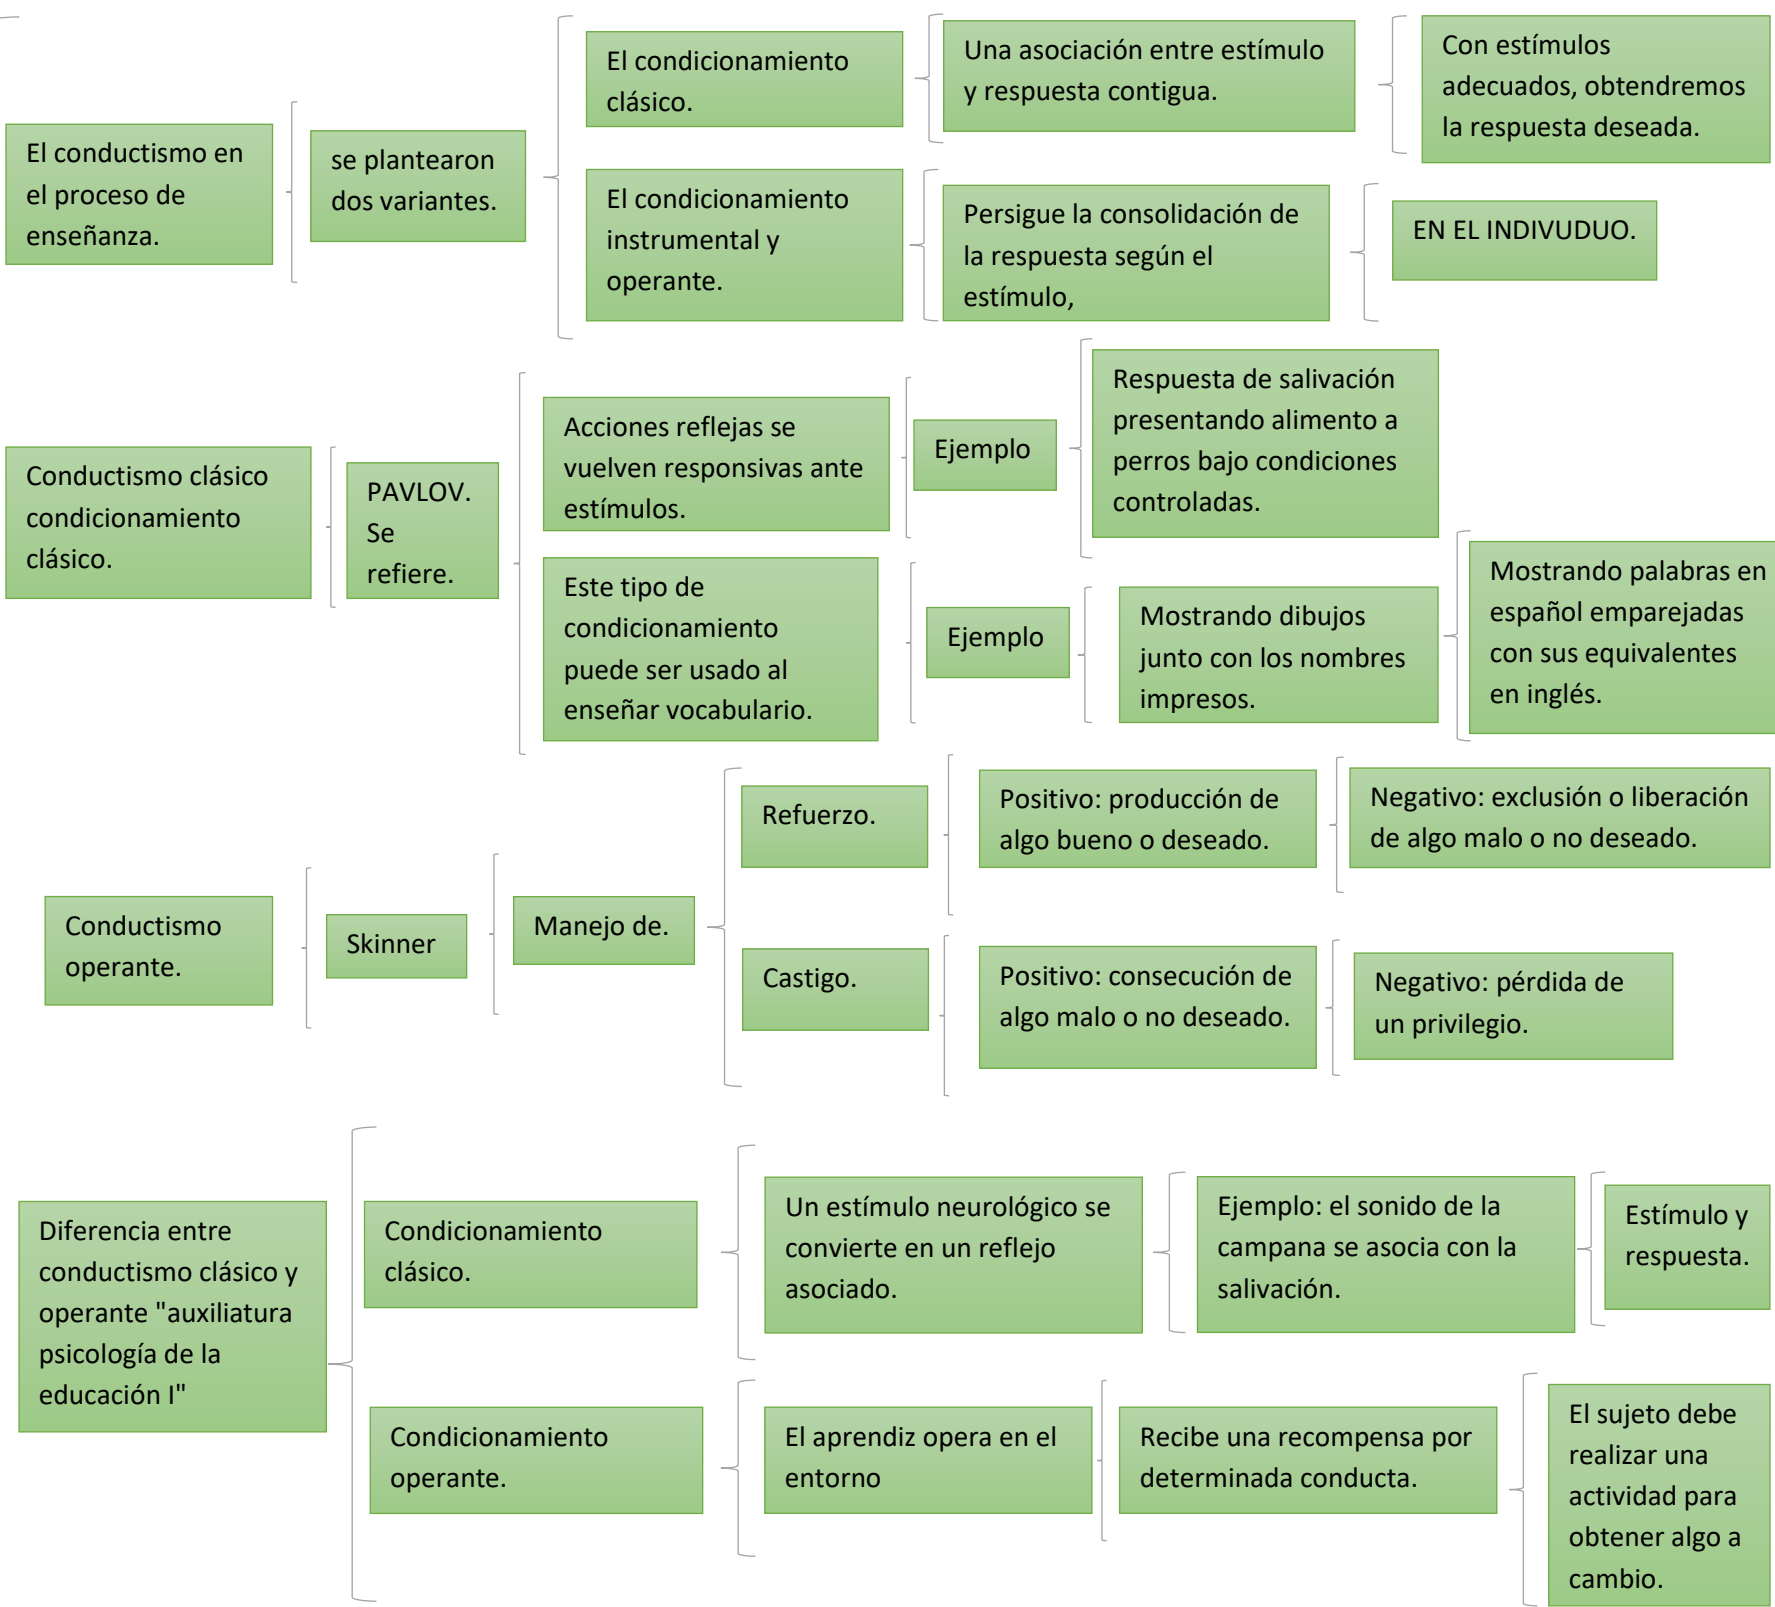 El conductismo en
el proceso de
enseñanza.
se plantearon
dos variantes.
El condicionamiento
clásico.
Una asociación entre estímulo
y respuesta contigua.
Con estímulos
adecuados, obtendremos
la respuesta deseada.
El condicionamiento
instrumental y
operante.
Persigue la consolidación de
la respuesta según el
estímulo,
EN EL INDIVUDUO.
Conductismo clásico
condicionamiento
clásico.
PAVLOV.
Se
refiere.
Acciones reflejas se
vuelven responsivas ante
estímulos.
Ejemplo
Respuesta de salivación
presentando alimento a
perros bajo condiciones
controladas.
Este tipo de
condicionamiento
puede ser usado al
enseñar vocabulario.
Ejemplo
Mostrando dibujos
junto con los nombres
impresos.
Mostrando palabras en
español emparejadas
con sus equivalentes
en inglés.
Conductismo
operante.
Skinner
Manejo de.
Refuerzo.
Positivo: producción de
algo bueno o deseado.
Negativo: exclusión o liberación
de algo malo o no deseado.
Castigo.
Positivo: consecución de
algo malo o no deseado.
Negativo: pérdida de
un privilegio.
Diferencia entre
conductismo clásico y
operante "auxiliatura
psicología de la
educación I"
Condicionamiento
clásico.
Un estímulo neurológico se
convierte en un reflejo
asociado.
Ejemplo: el sonido de la
campana se asocia con la
salivación.
Estímulo y
respuesta.
Condicionamiento
operante.
El aprendiz opera en el
entorno
Recibe una recompensa por
determinada conducta.
El sujeto debe
realizar una
actividad para
obtener algo a
cambio.